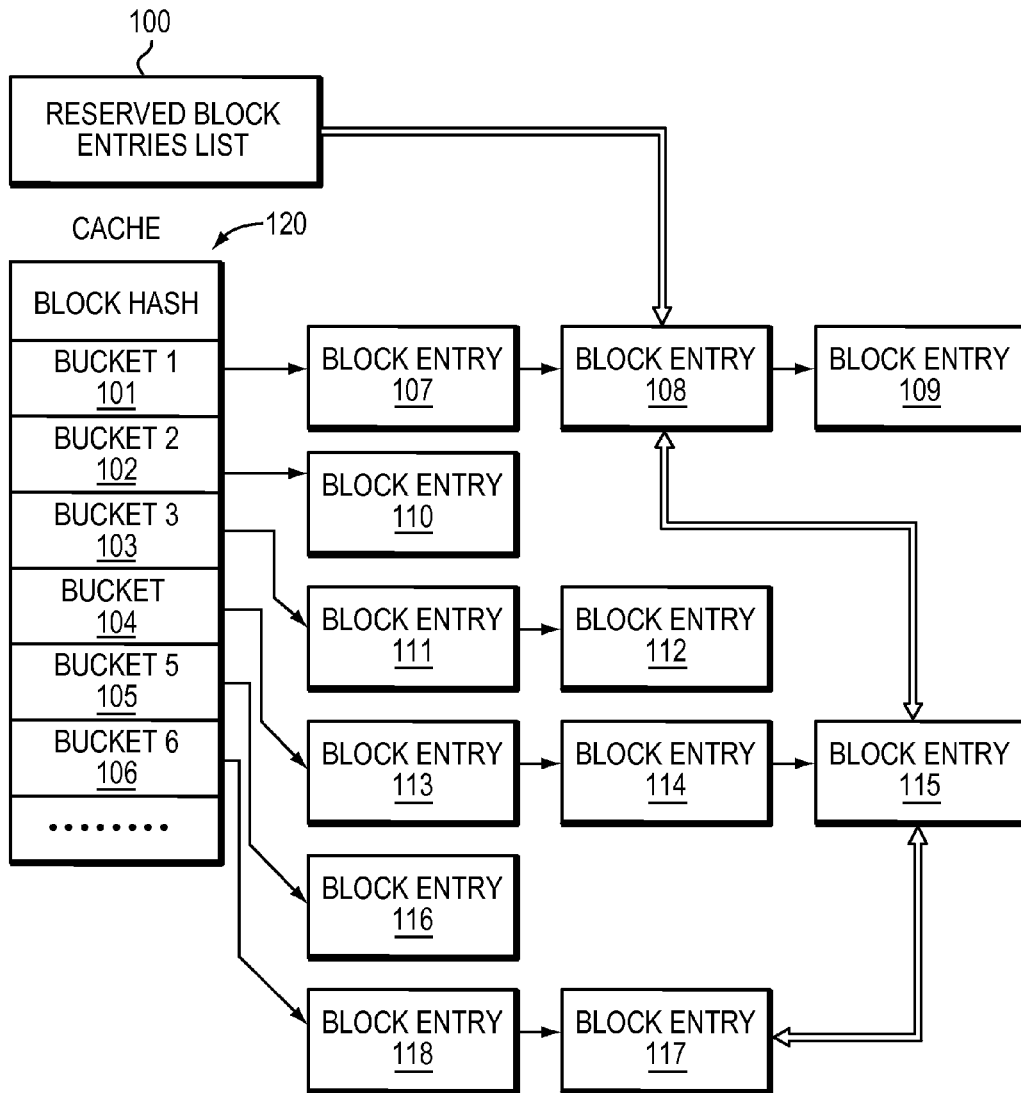 100
RESERVED BLOCK
ENTRIES LIST
CACHE
120
BLOCK HASH
BUCKET 1
101
BUCKET 2
102
BUCKET 3
103
BUCKET
104
BUCKET 5
105
BUCKET 6
106
........
BLOCK ENTRY
107
BLOCK ENTRY
108
BLOCK ENTRY
109
BLOCK ENTRY
110
BLOCK ENTRY
111
BLOCK ENTRY
112
BLOCK ENTRY
113
BLOCK ENTRY
114
BLOCK ENTRY
115
BLOCK ENTRY
116
BLOCK ENTRY
118
BLOCK ENTRY
117